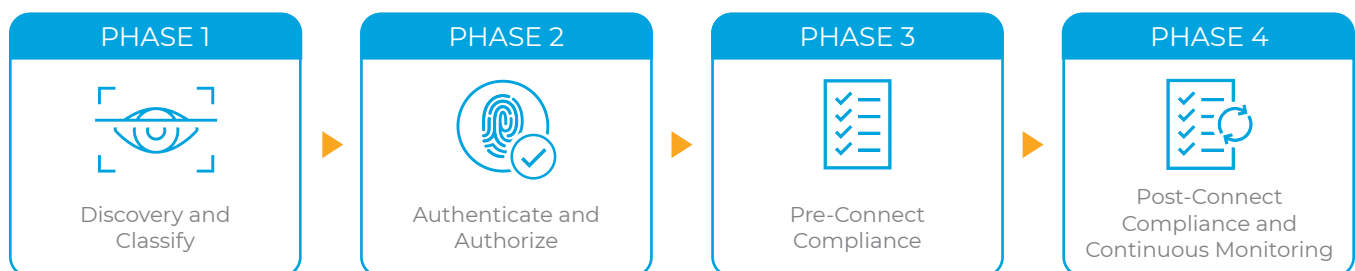 PHASE 1
Discovery and
Classify
PHASE 2
Authenticate and
Authorize
PHASE 3
Pre-Connect
Compliance
PHASE 4
Post-Connect
Compliance and
Continuous Monitoring